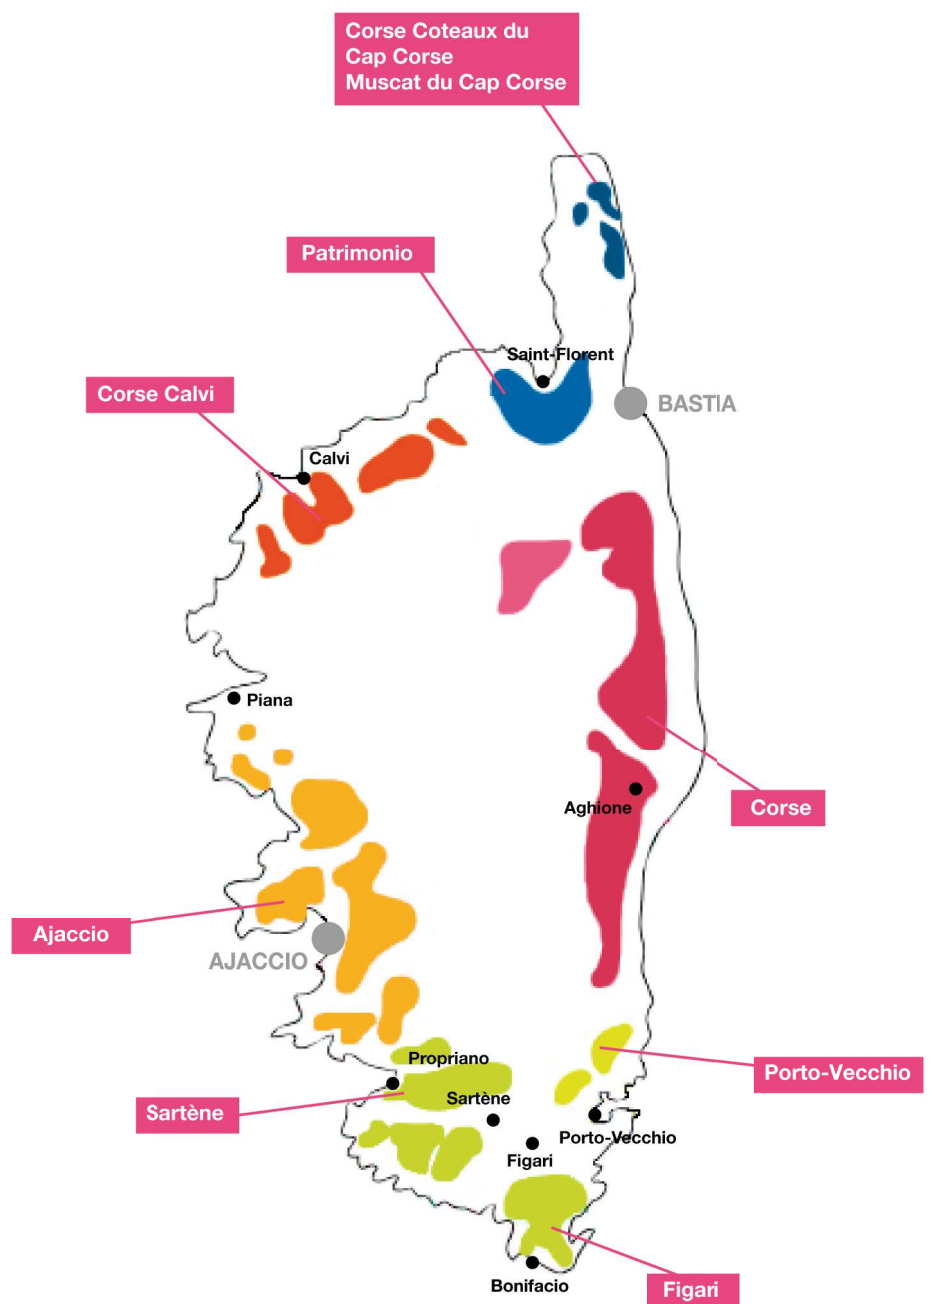 Corse Coteaux du
Cap Corse
Muscat du Cap Corse
Patrimonio
Saint-Florent
Corse Calvi
BASTIA
Calvi
Piana
Aghione
Corse
Ajaccio
AJACCIO
Propriano
Porto-Vecchio
Sartène
Sartène
Porto-Vecchio
Figari
Bonifacio
Figari